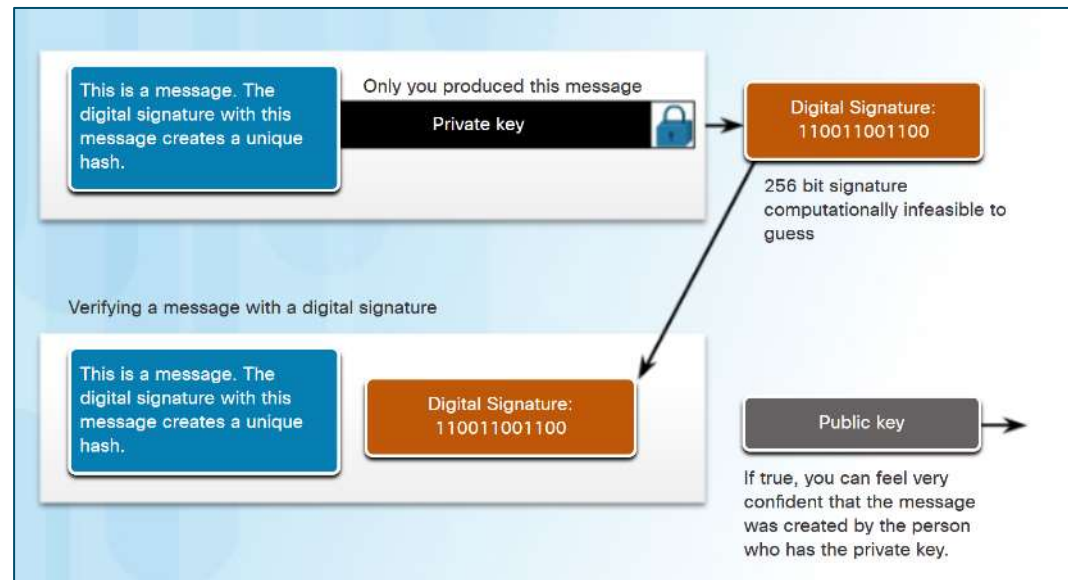 This is a message. The
digital signature with this
message creates a unique
hash.
Only you produced this message
Private key
Digital Signature:
110011001100
256 bit signature
computationally infeasible to
guess
Verifying a message with a digital signature
This is a message. The
digital signature with this
message creates a unique
hash.
Digital Signature:
110011001100
Public key
If true, you can feel very
confident that the message
was created by the person
who has the private key.